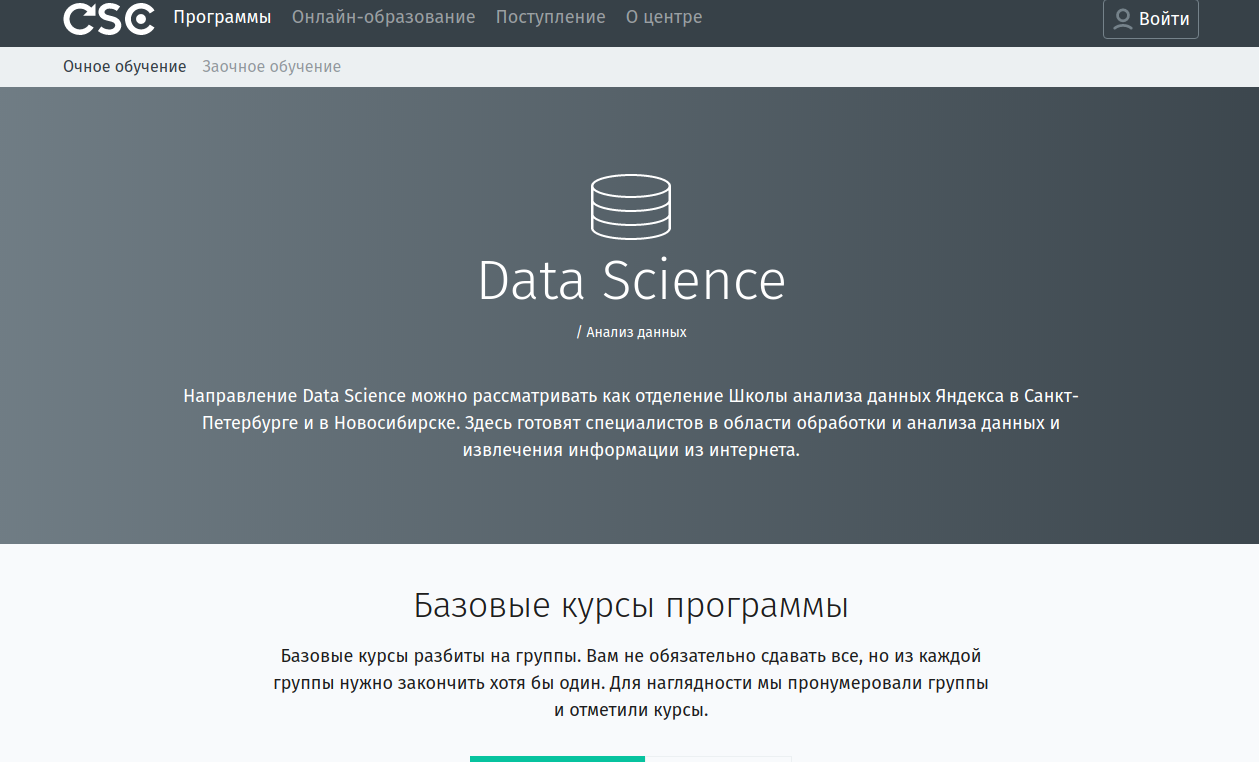 CSC Программы Онлайн-образование Поступление О центре Войти
Очное обучение Заочное обучение
Data Science
/ Анализ данных
Направление Data Science можно рассматривать как отделение Школы анализа данных Яндекса в Санкт-
Петербурге и в Новосибирске. Здесь готовят специалистов в области обработки и анализа данных и
извлечения информации из интернета.
Базовые курсы программы
Базовые курсы разбиты на группы. Вам не обязательно сдавать все, но из каждой
группы нужно закончить хотя бы один. Для наглядности мы пронумеровали группы
и отметили курсы.